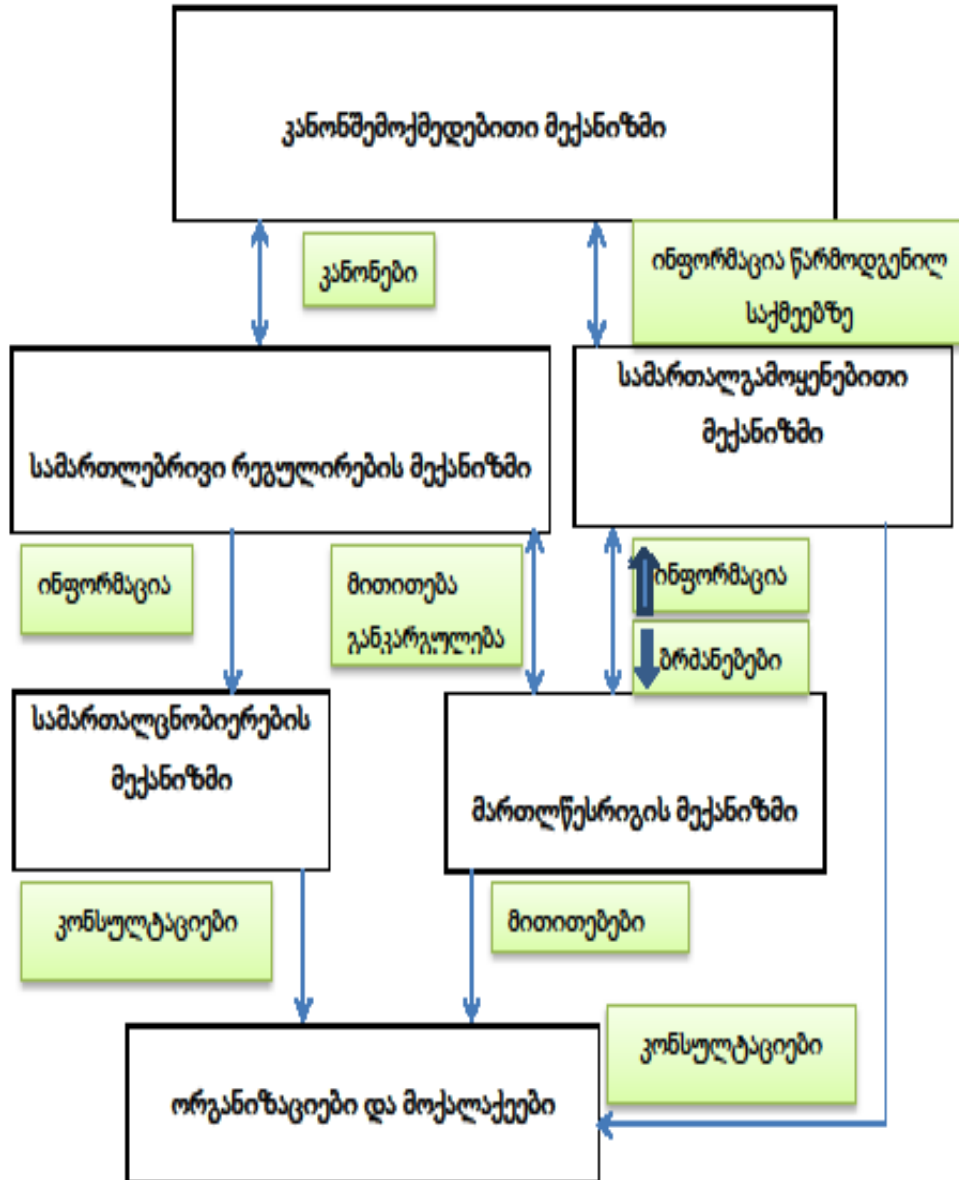 კანონშემოქმედებითი მექანიზმი
კანონები
ინფორმაცია წარმოდგენილ
საქმეებზე
სამართლებრივი რეგულირების მექანიზმი
სამართალგამოყენებითი
მექანიზმი
ინფორმაცია
მითითება
განკარგულება
ინფორმაცია
ბრძანებები
სამართალცნობიერების
მექანიზმი
მართლწესრიგის მექანიზმი
კონსულტაციები
მითითებები
კონსულტაციები
ორგანიზაციები და მოქალაქეები